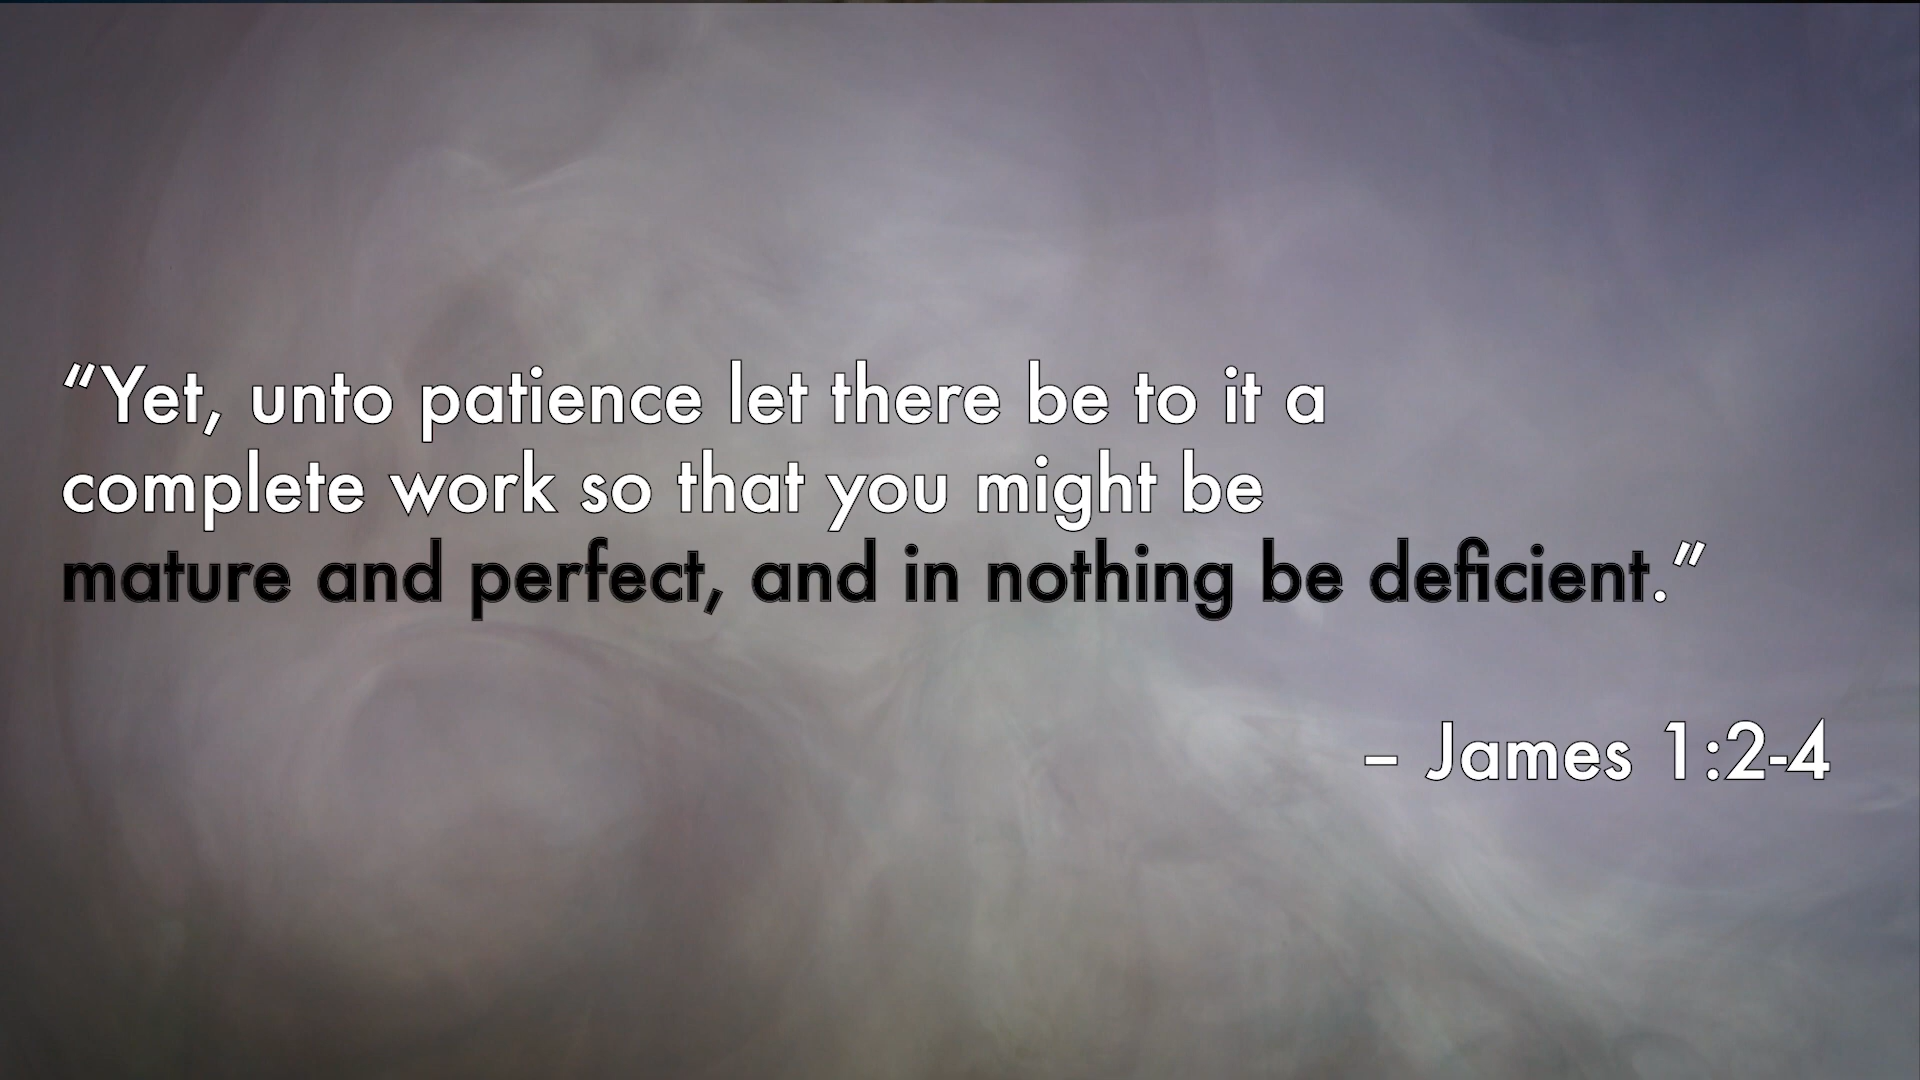 “Yet, unto patience let there be to it a
complete work so that you might be
mature and perfect, and in nothing be deficient.”
– James 1:2-4